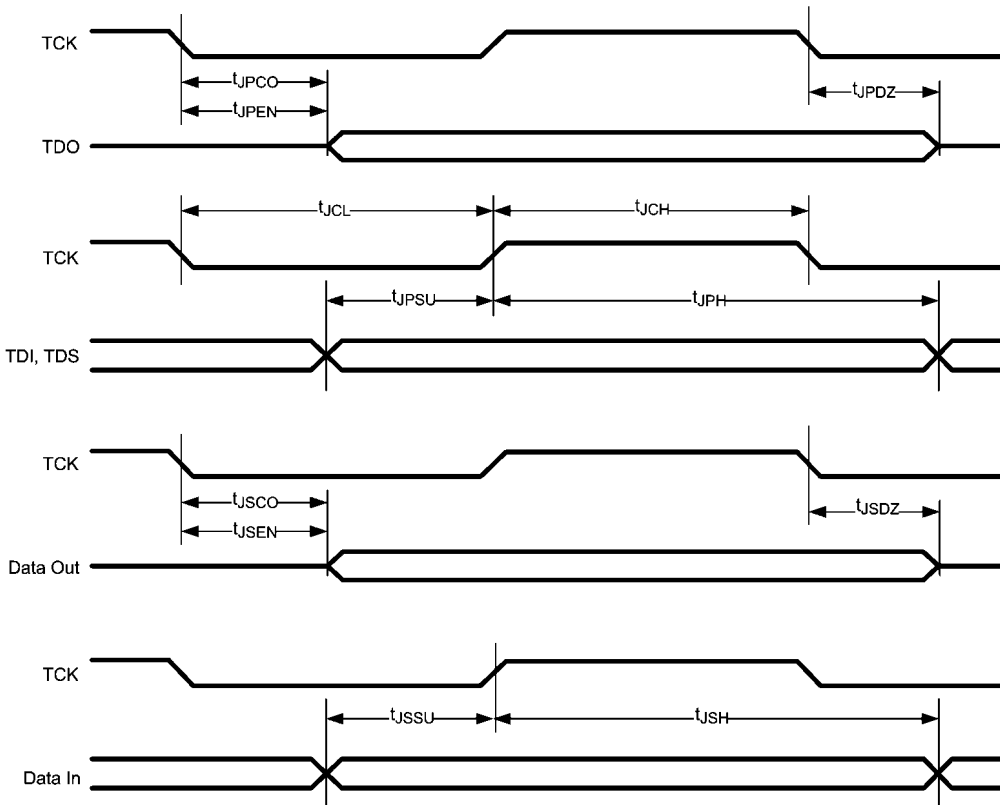 TCK
tJPCO
tJPDZ
tJPEN
TDO
tJCL
tJCH
TCK
tJPSU
tJPH
TDI, TDS
TCK
tJSCO
tJSDZ
tJSEN
Data Out
TCK
tJSSU
tJSH
Data In